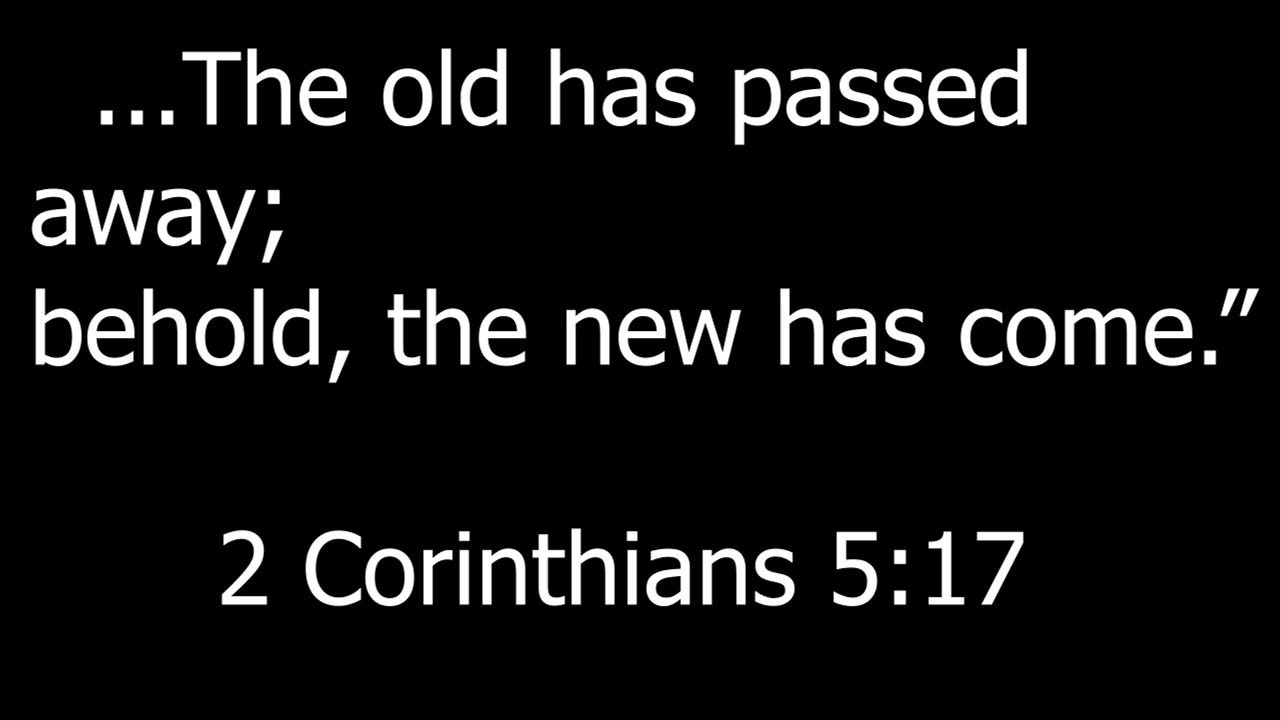 ...The old has passed
away;
behold, the new has come.”
2 Corinthians 5:17